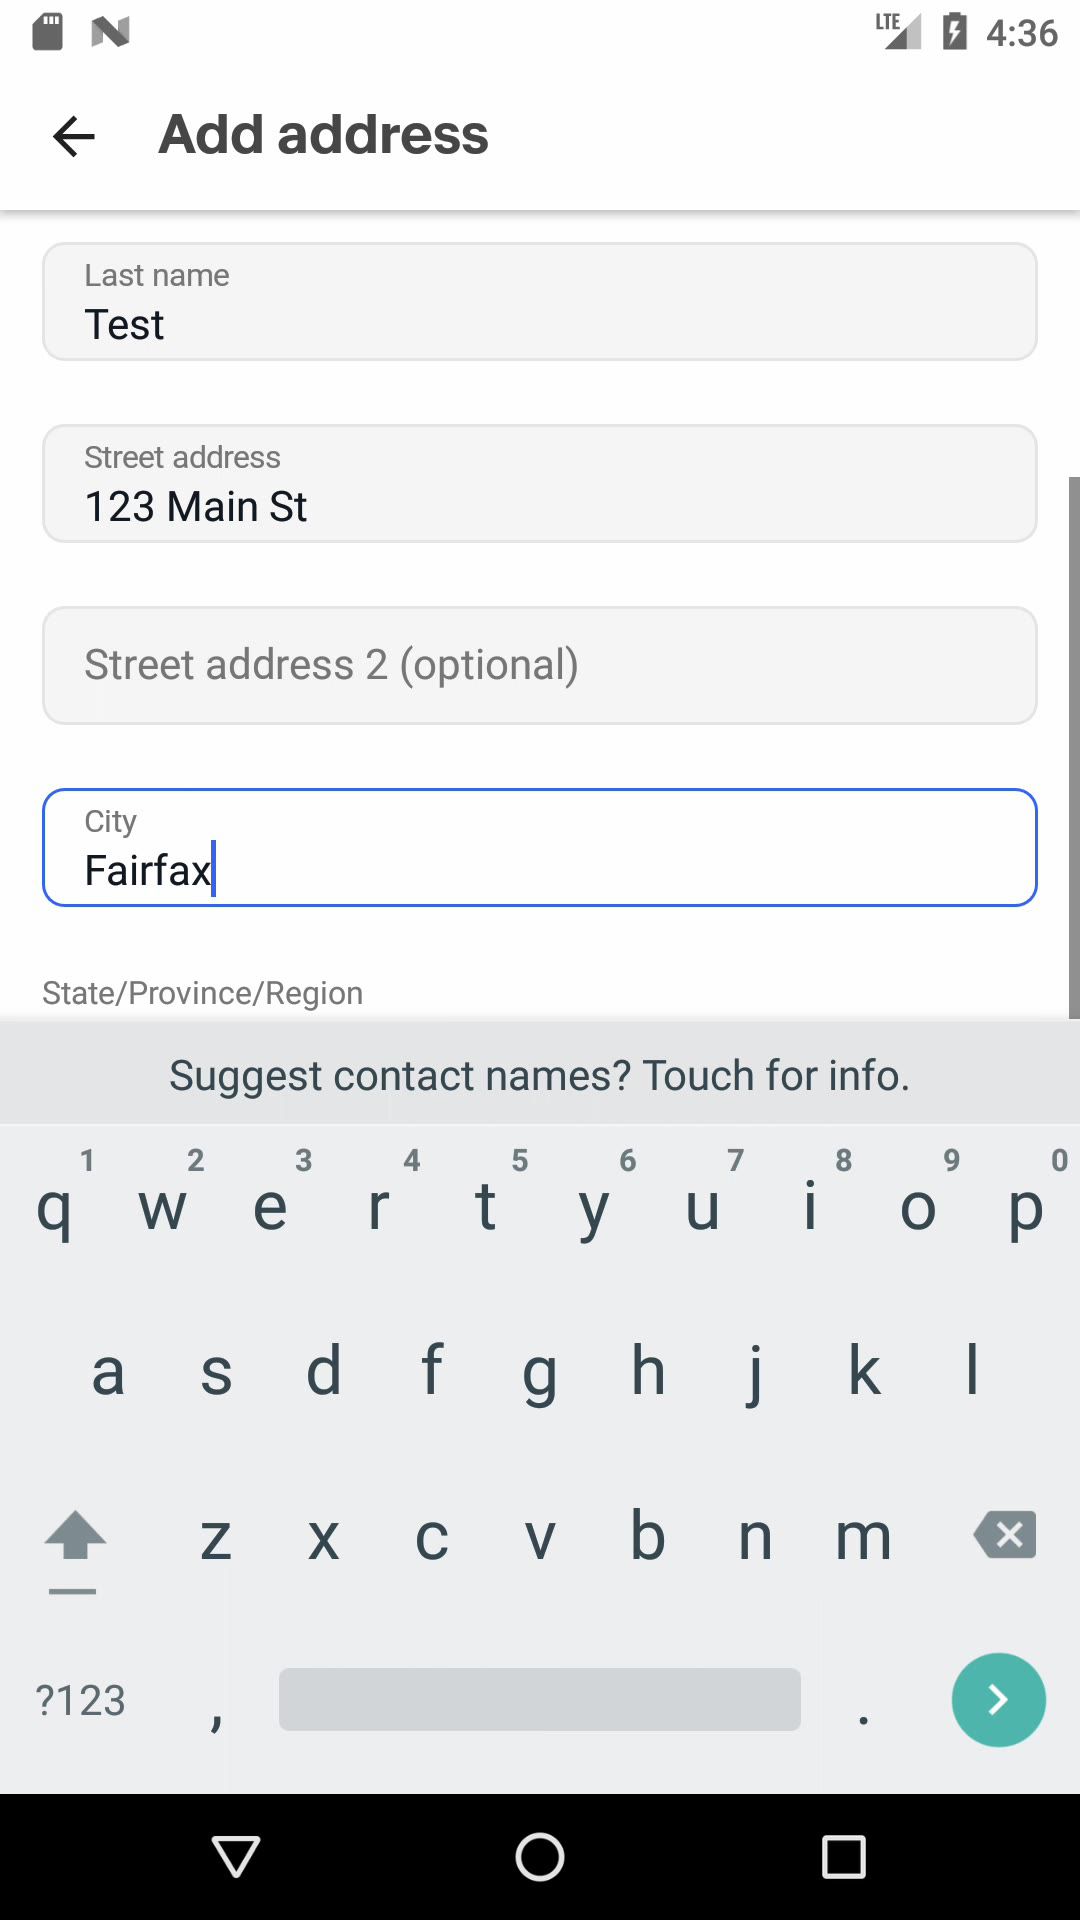 LTE 4:36
Add address
Last name
Test
Street address
123 Main St
Street address 2 (optional)
City
Fairfax
State/Province/Region
Suggest contact names? Touch for info.
1 2 3 4 5 6 7 8 9 0
q w e r t y u i o p
a s d f g h j k l
z x c v b n m
?123 , .